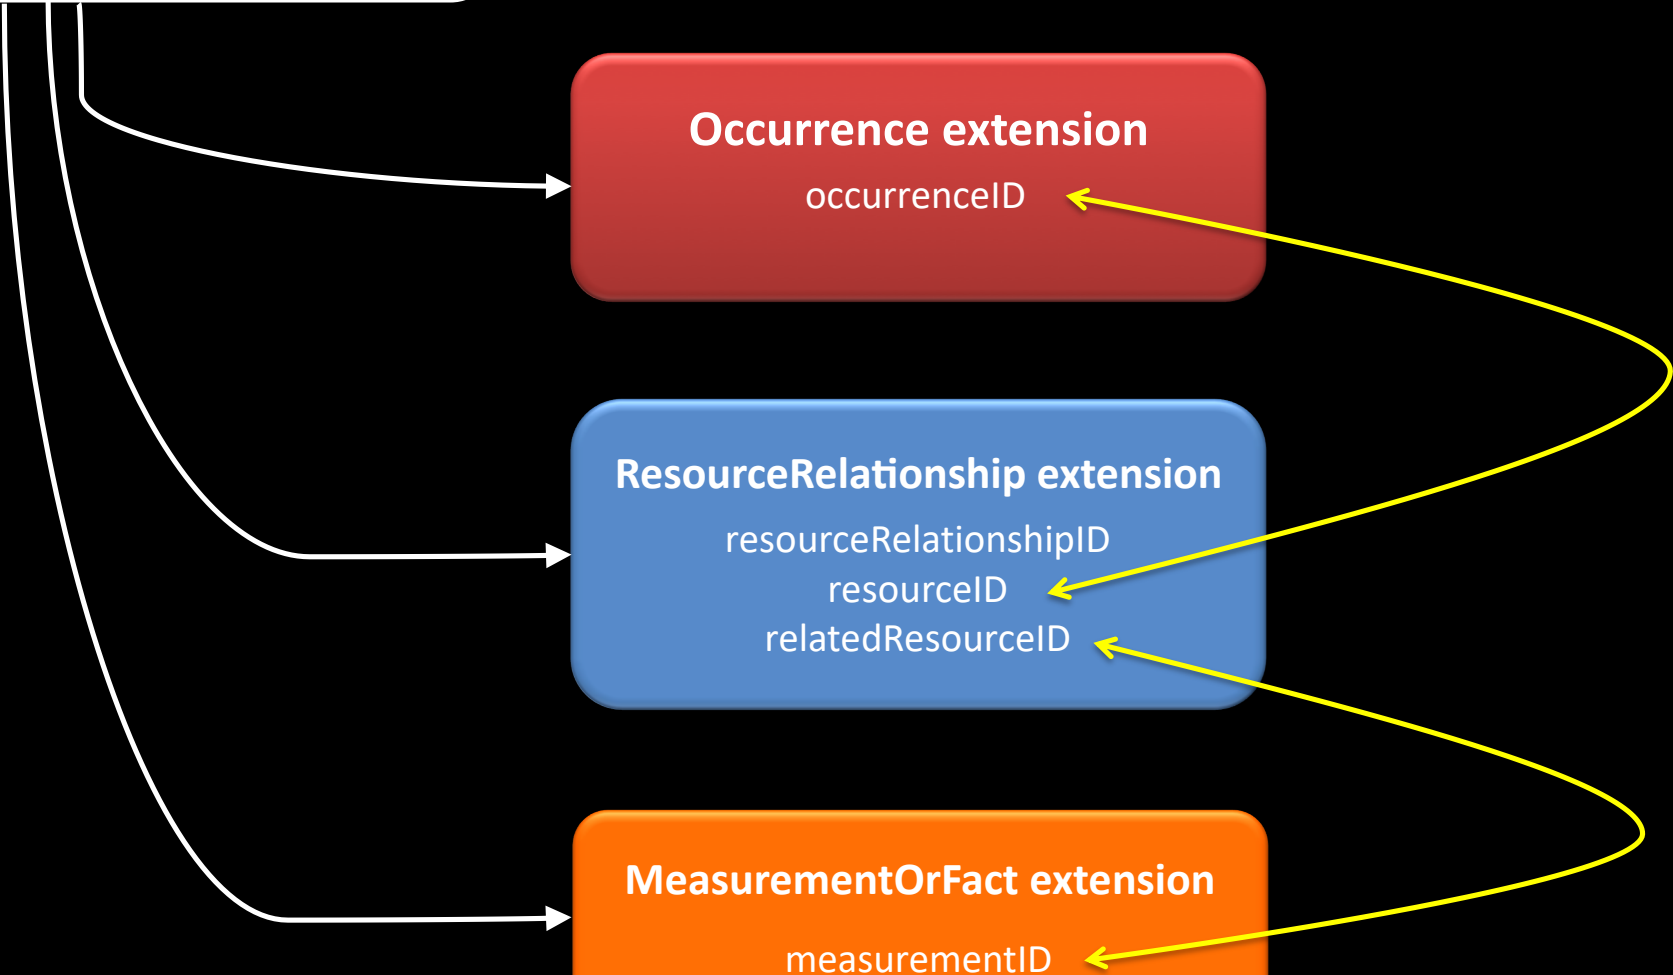 Occurrence extension
occurrenceID
ResourceRelationship extension
resourceRelationshipID
resourceID
relatedResourceID
MeasurementOrFact extension
measurementID